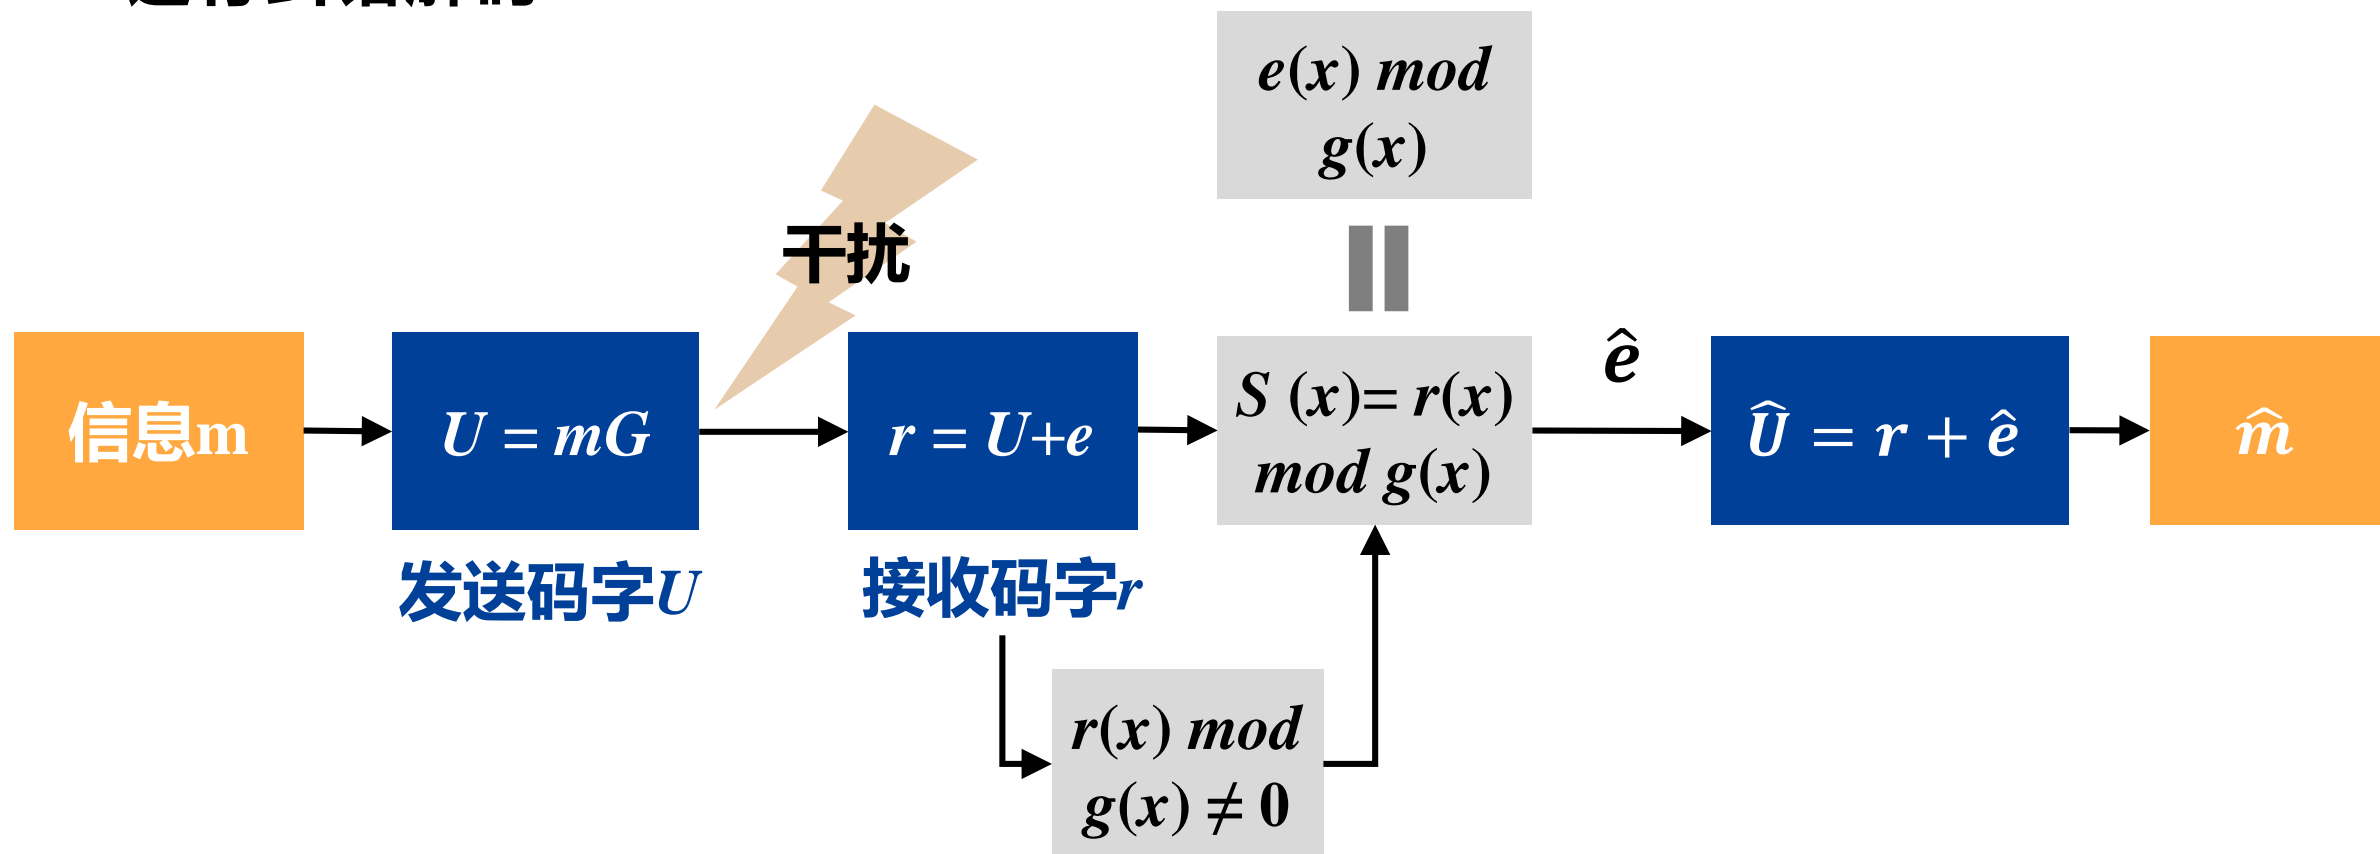 e(x) mod
g(x)
干扰
信息m
U = mG
r = U+e
S (x)= r(x)
mod g(x)
ê
Û = r + ê
m̂
发送码字U
接收码字r
r(x) mod
g(x) ≠ 0